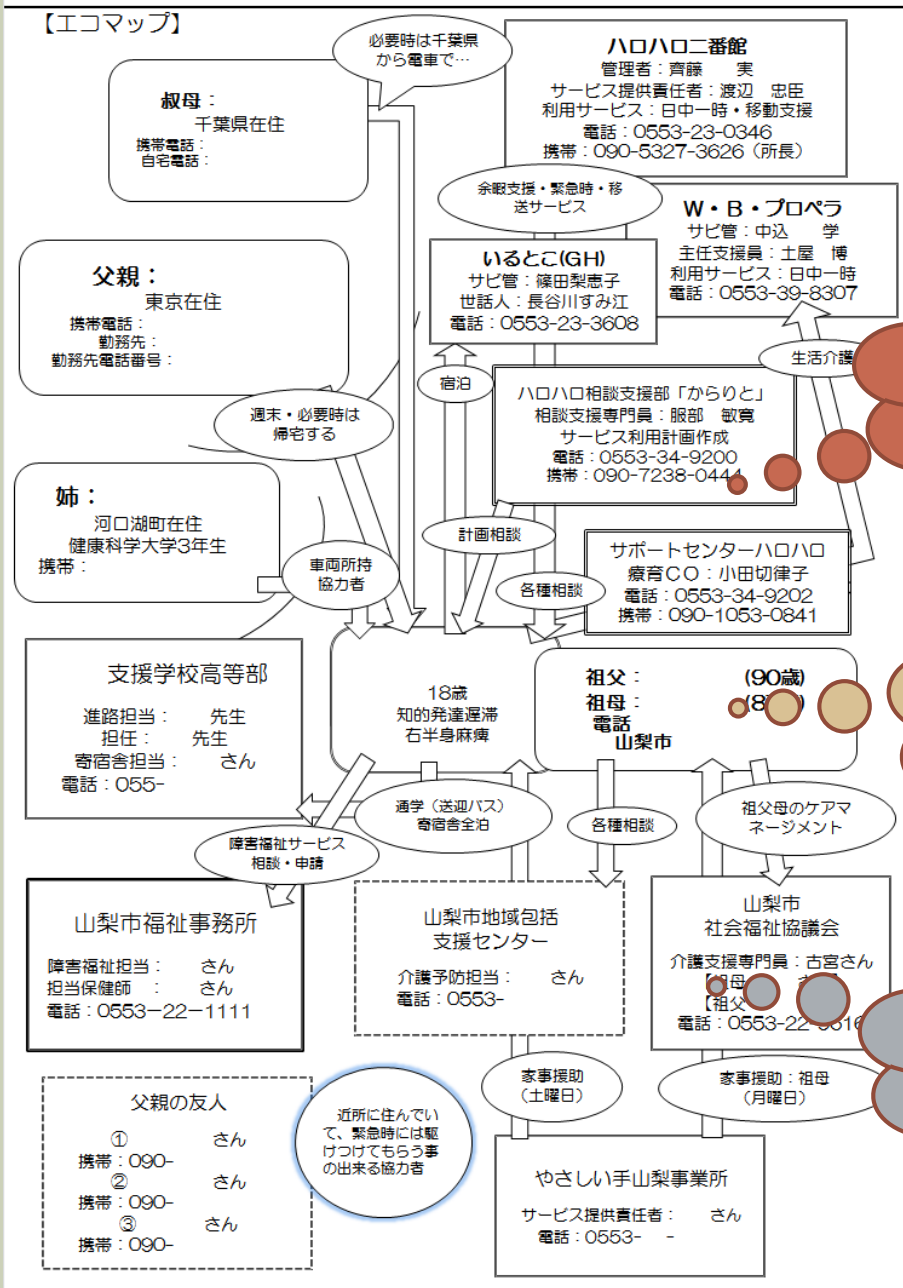 【エコマップ】
必要時は千葉県
から電車で…
叔母：
千葉県在住
携帯電話：
自宅電話：
ハロハロ二番館
管理者：齊藤　実
サービス提供責任者：渡辺　忠臣
利用サービス：日中一時・移動支援
電話：0553-23-0346
携帯：090-5327-3626（所長）
余暇支援・緊急時・移
送サービス
W・B・プロペラ
サビ管：中込　学
主任支援員：土屋　博
利用サービス：日中一時
電話：0553-39-8307
いるとこ(GH)
サビ管：篠田梨恵子
世話人：長谷川すみ江
電話：0553-23-3608
父親：
東京在住
携帯電話：
勤務先：
勤務先電話番号：
生活介護
宿泊
ハロハロ相談支援部「からりと」
相談支援専門員：服部　敏寛
サービス利用計画作成
電話：0553-34-9200
携帯：090-7238-0444
週末・必要時は
帰宅する
姉：
河口湖町在住
健康科学大学3年生
携帯：
車両所持
協力者
計画相談
各種相談
サポートセンターハロハロ
療育CO：小田切律子
電話：0553-34-9202
携帯：090-1053-0841
支援学校高等部
進路担当：　先生
担任：　先生
寄宿舎担当：　さん
電話：055-
18歳
知的発達遅滞
右半身麻痺
祖父：　(90歳)
祖母：
電話
山梨市
通学（送迎バス）
寄宿舎全泊
各種相談
祖父母のケアマ
ネージメント
障害福祉サービス
相談・申請
山梨市福祉事務所
障害福祉担当：　さん
担当保健師　：　さん
電話：0553－22－1111
山梨市地域包括
支援センター
介護予防担当：　さん
電話：0553-
山梨市
社会福祉協議会
介護支援専門員：古宮さん
【祖母
【祖父
電話：0553-22-
家事援助
（土曜日）
家事援助：祖母
（月曜日）
父親の友人
①　さん
携帯：090-
②　さん
携帯：090-
③　さん
携帯：090-
近所に住んでい
て、緊急時には駆
けつけてもらう事
の出来る協力者
やさしい手山梨事業所
サービス提供責任者：　さん
電話：0553-　-